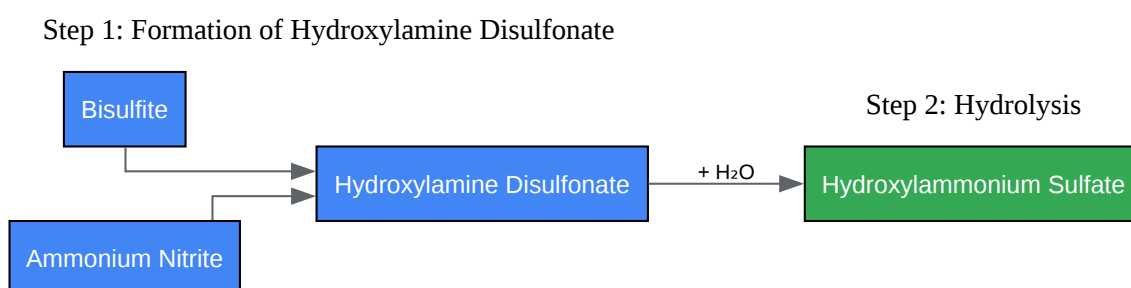 Step 1: Formation of Hydroxylamine Disulfonate
Bisulfite
Step 2: Hydrolysis
Hydroxylamine Disulfonate
+ H₂O
Hydroxylammonium Sulfate
Ammonium Nitrite